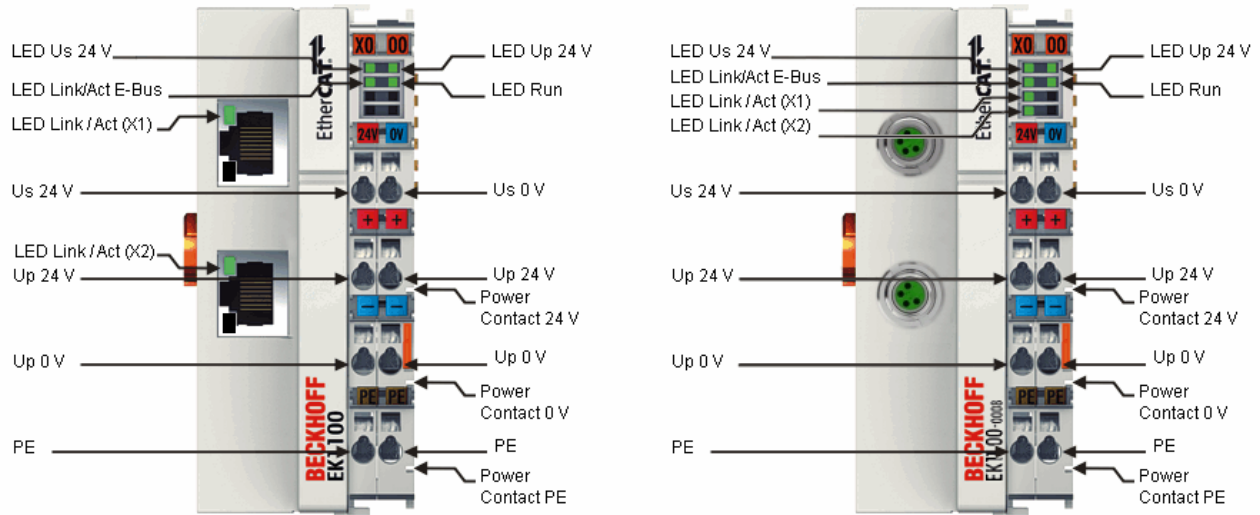 LED Us 24 V
LED Link/Act E-Bus
LED Link / Act (X1)
Us 24 V
LED Link / Act (X2)
Up 24 V
Up 0 V
PE
EtherCAT
BECKHOFF
EK1100
X0 00
24V 0V
+ +
− −
PE PE
LED Up 24 V
LED Run
Us 0 V
Up 24 V
Power
Contact 24 V
Up 0 V
Power
Contact 0 V
PE
Power
Contact PE
LED Us 24 V
LED Link/Act E-Bus
LED Link / Act (X1)
LED Link / Act (X2)
Us 24 V
Up 24 V
Up 0 V
PE
EtherCAT
BECKHOFF
EK1100-0008
X0 00
24V 0V
+ +
− −
PE PE
LED Up 24 V
LED Run
Us 0 V
Up 24 V
Power
Contact 24 V
Up 0 V
Power
Contact 0 V
PE
Power
Contact PE